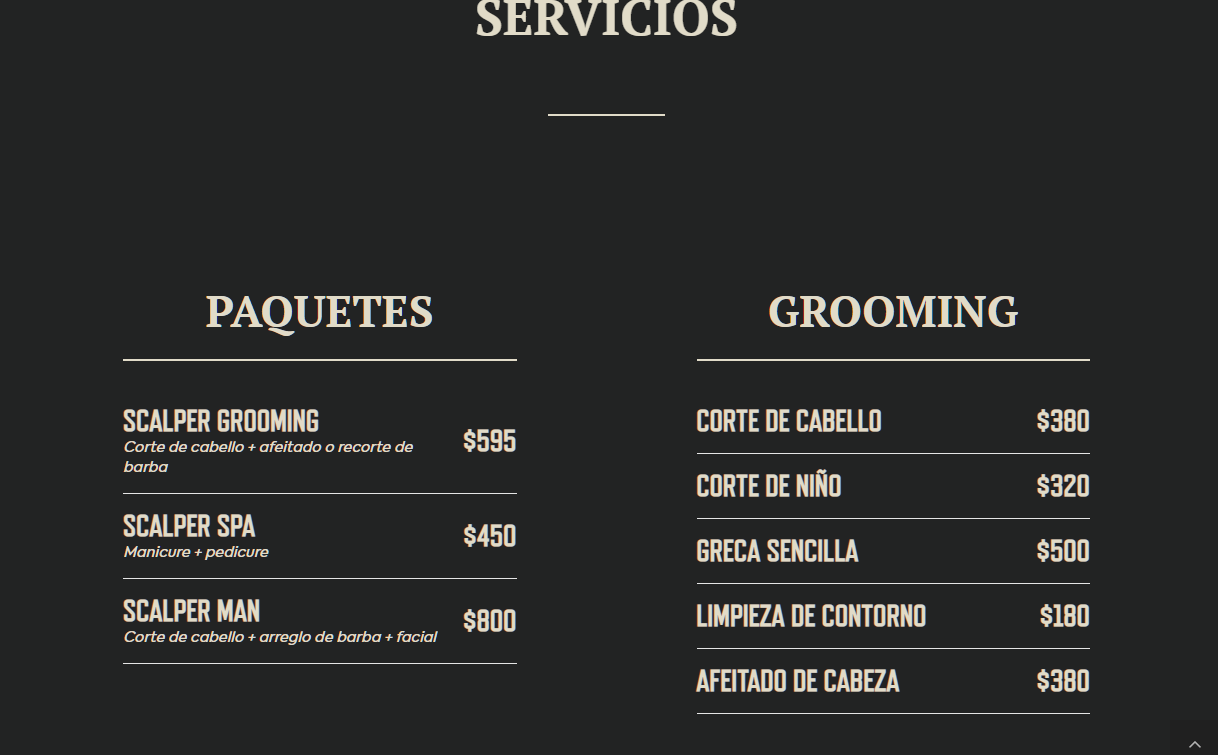 SERVICIOS
PAQUETES
SCALPER GROOMING
Corte de cabello + afeitado o recorte de
barba
$595
SCALPER SPA
Manicure + pedicure
$450
SCALPER MAN
Corte de cabello + arreglo de barba + facial
$800
GROOMING
CORTE DE CABELLO $380
CORTE DE NIÑO $320
GRECA SENCILLA $500
LIMPIEZA DE CONTORNO $180
AFEITADO DE CABEZA $380